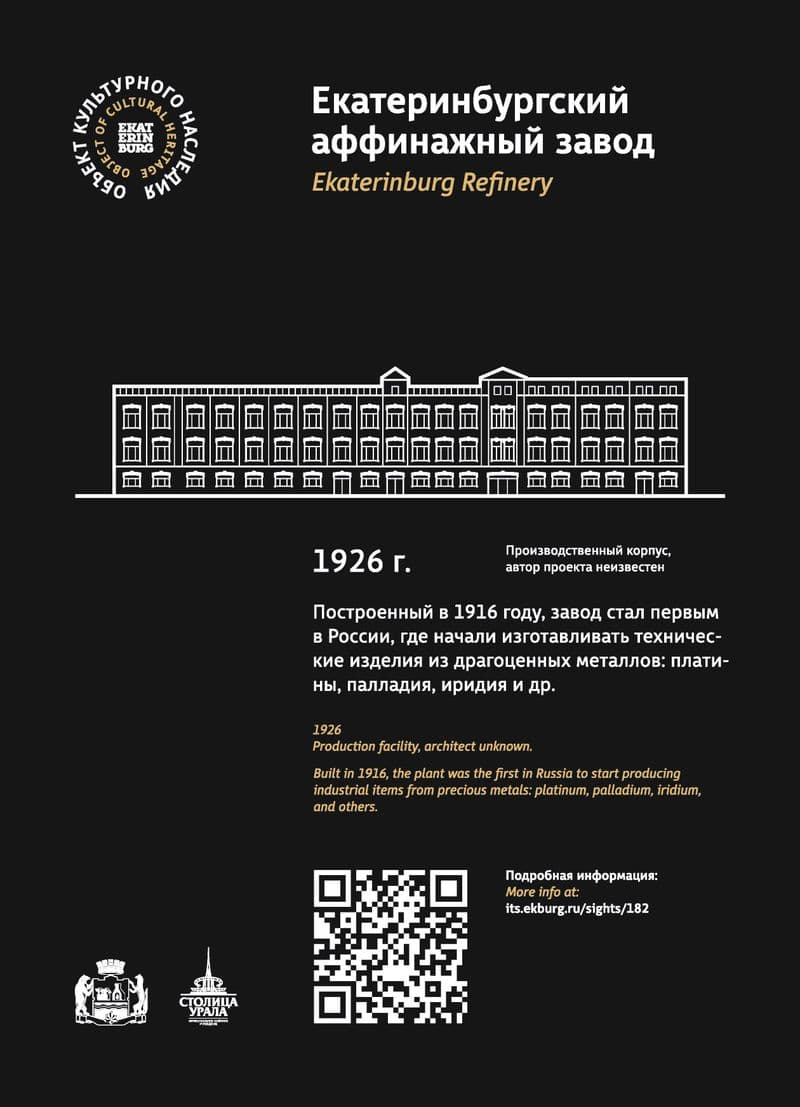 ОБЪЕКТ КУЛЬТУРНОГО НАСЛЕДИЯ
OBJECT OF CULTURAL HERITAGE
EKAT
ERIN
BURG
Екатеринбургский
аффинажный завод
Ekaterinburg Refinery
1926 г.
Производственный корпус,
автор проекта неизвестен
Построенный в 1916 году, завод стал первым
в России, где начали изготавливать техничес-
кие изделия из драгоценных металлов: плати-
ны, палладия, иридия и др.
1926
Production facility, architect unknown.
Built in 1916, the plant was the first in Russia to start producing
industrial items from precious metals: platinum, palladium, iridium,
and others.
Подробная информация:
More info at:
its.ekburg.ru/sights/182
СТОЛИЦА
УРАЛА